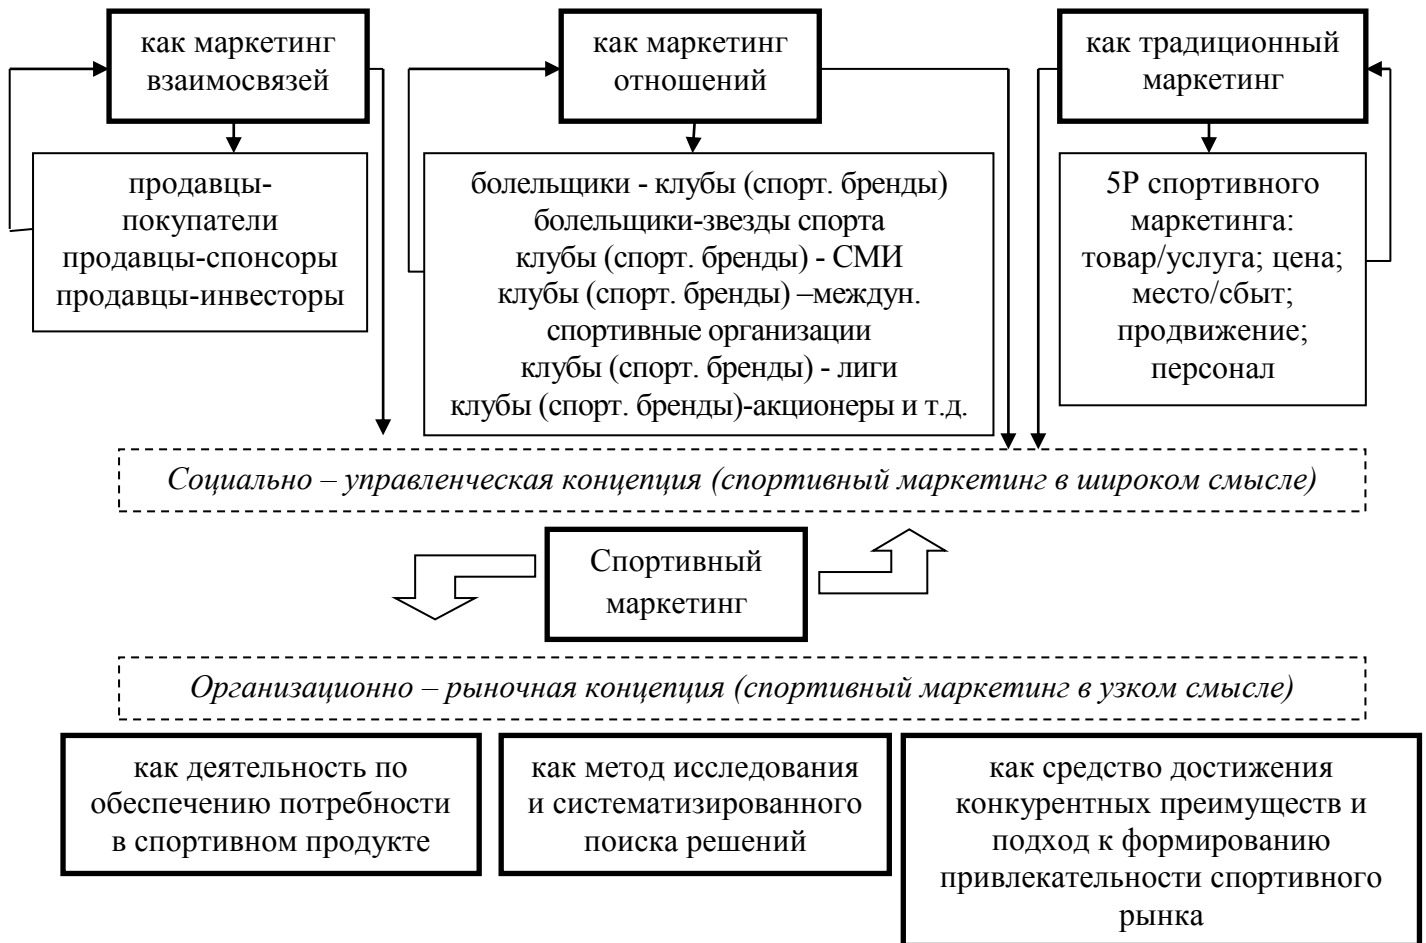 как маркетинг
взаимосвязей
как маркетинг
отношений
как традиционный
маркетинг
продавцы-
покупатели
продавцы-спонсоры
продавцы-инвесторы
болельщики - клубы (спорт. бренды)
болельщики-звезды спорта
клубы (спорт. бренды) - СМИ
клубы (спорт. бренды) –междун.
спортивные организации
клубы (спорт. бренды) - лиги
клубы (спорт. бренды)-акционеры и т.д.
5Р спортивного
маркетинга:
товар/услуга; цена;
место/сбыт;
продвижение;
персонал
Социально – управленческая концепция (спортивный маркетинг в широком смысле)
Спортивный
маркетинг
Организационно – рыночная концепция (спортивный маркетинг в узком смысле)
как деятельность по
обеспечению потребности
в спортивном продукте
как метод исследования
и систематизированного
поиска решений
как средство достижения
конкурентных преимуществ и
подход к формированию
привлекательности спортивного
рынка